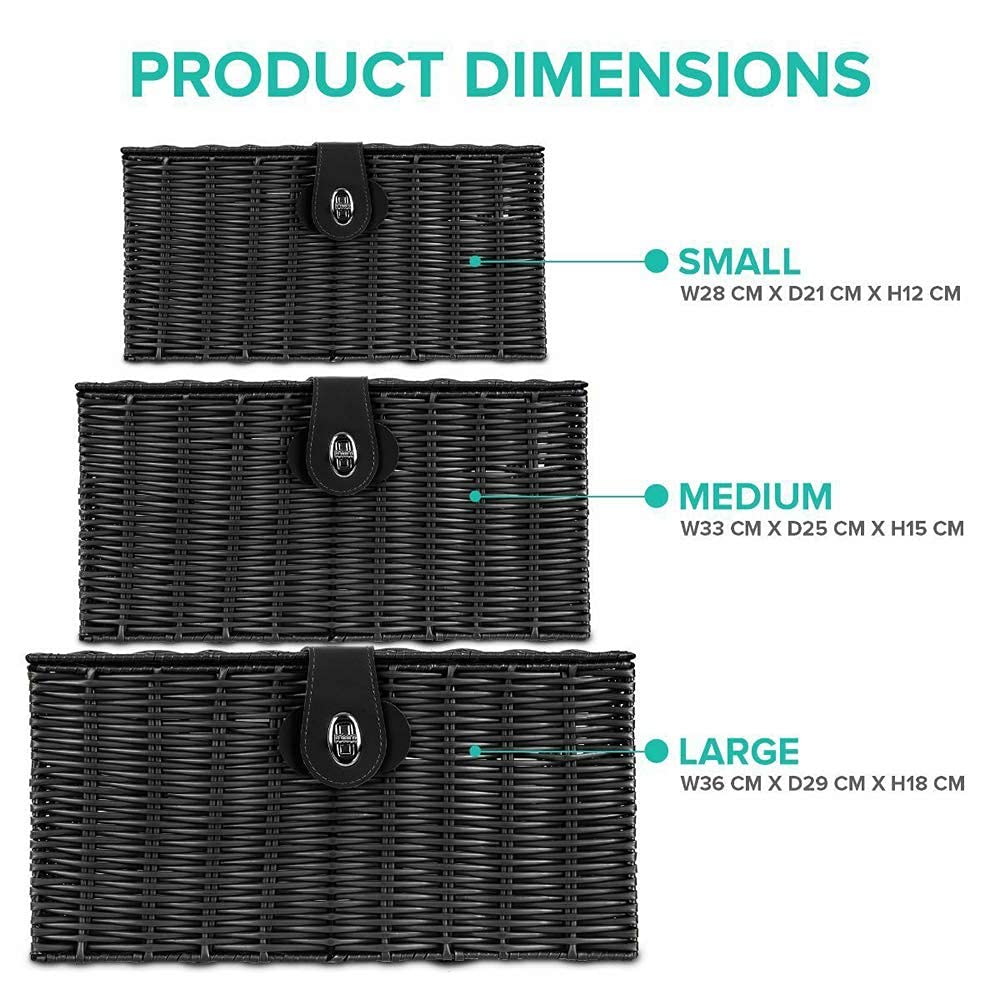 PRODUCT DIMENSIONS
SMALL
W28 CM X D21 CM X H12 CM
MEDIUM
W33 CM X D25 CM X H15 CM
LARGE
W36 CM X D29 CM X H18 CM